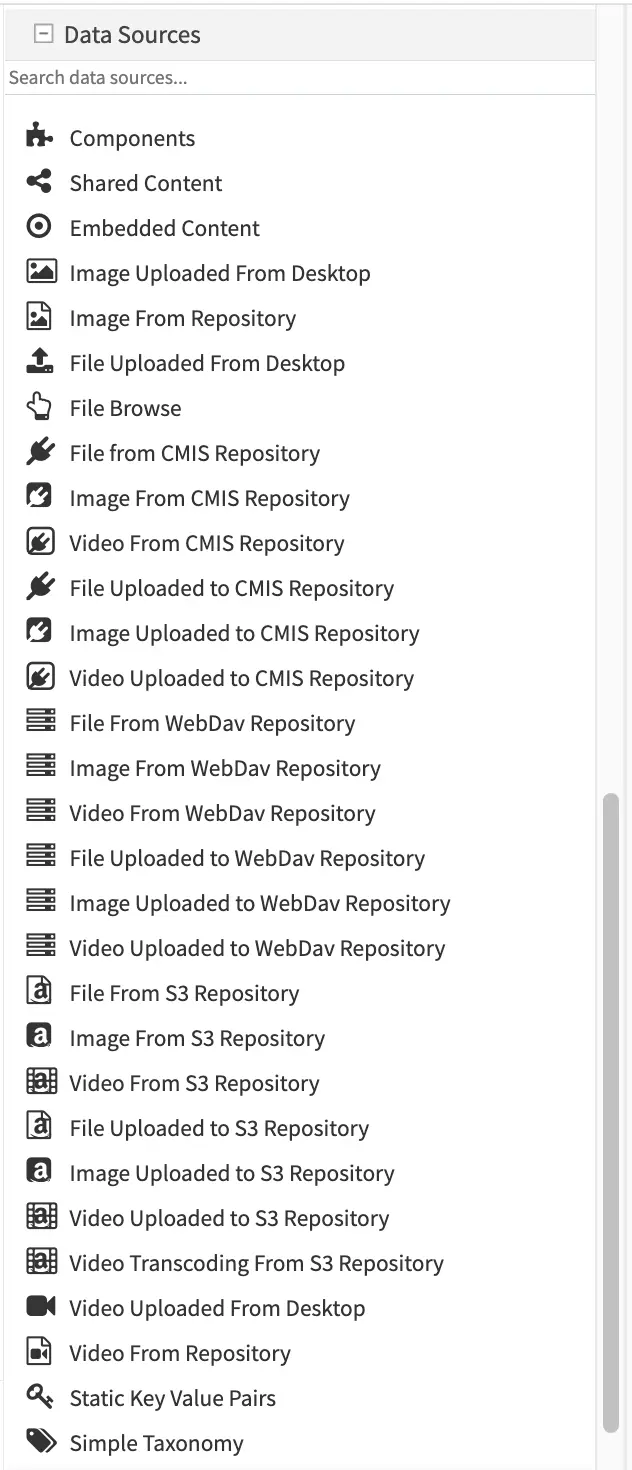 Data Sources
Search data sources...
Components
Shared Content
Embedded Content
Image Uploaded From Desktop
Image From Repository
File Uploaded From Desktop
File Browse
File from CMIS Repository
Image From CMIS Repository
Video From CMIS Repository
File Uploaded to CMIS Repository
Image Uploaded to CMIS Repository
Video Uploaded to CMIS Repository
File From WebDav Repository
Image From WebDav Repository
Video From WebDav Repository
File Uploaded to WebDav Repository
Image Uploaded to WebDav Repository
Video Uploaded to WebDav Repository
File From S3 Repository
Image From S3 Repository
Video From S3 Repository
File Uploaded to S3 Repository
Image Uploaded to S3 Repository
Video Uploaded to S3 Repository
Video Transcoding From S3 Repository
Video Uploaded From Desktop
Video From Repository
Static Key Value Pairs
Simple Taxonomy